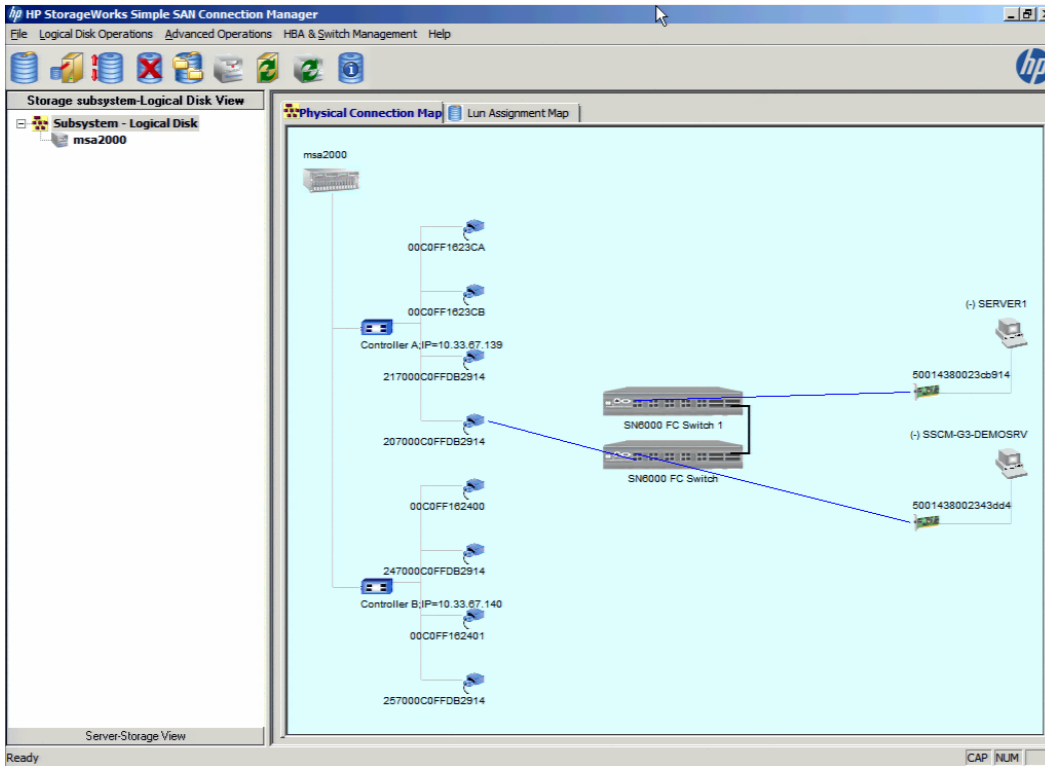 hp HP StorageWorks Simple SAN Connection Manager
File Logical Disk Operations Advanced Operations HBA & Switch Management Help
hp
Storage subsystem-Logical Disk View
Subsystem - Logical Disk
msa2000
Physical Connection Map
Lun Assignment Map
msa2000
00C0FF1623CA
00C0FF1623CB
(-) SERVER1
Controller A;IP=10.33.67.139
217000C0FFDB2914
50014380023cb914
SN6000 FC Switch 1
207000C0FFDB2914
(-) SSCM-G3-DEMOSRV
SN6000 FC Switch
00C0FF162400
5001438002343dd4
247000C0FFDB2914
Controller B;IP=10.33.67.140
00C0FF162401
257000C0FFDB2914
Server-Storage View
Ready
CAP NUM